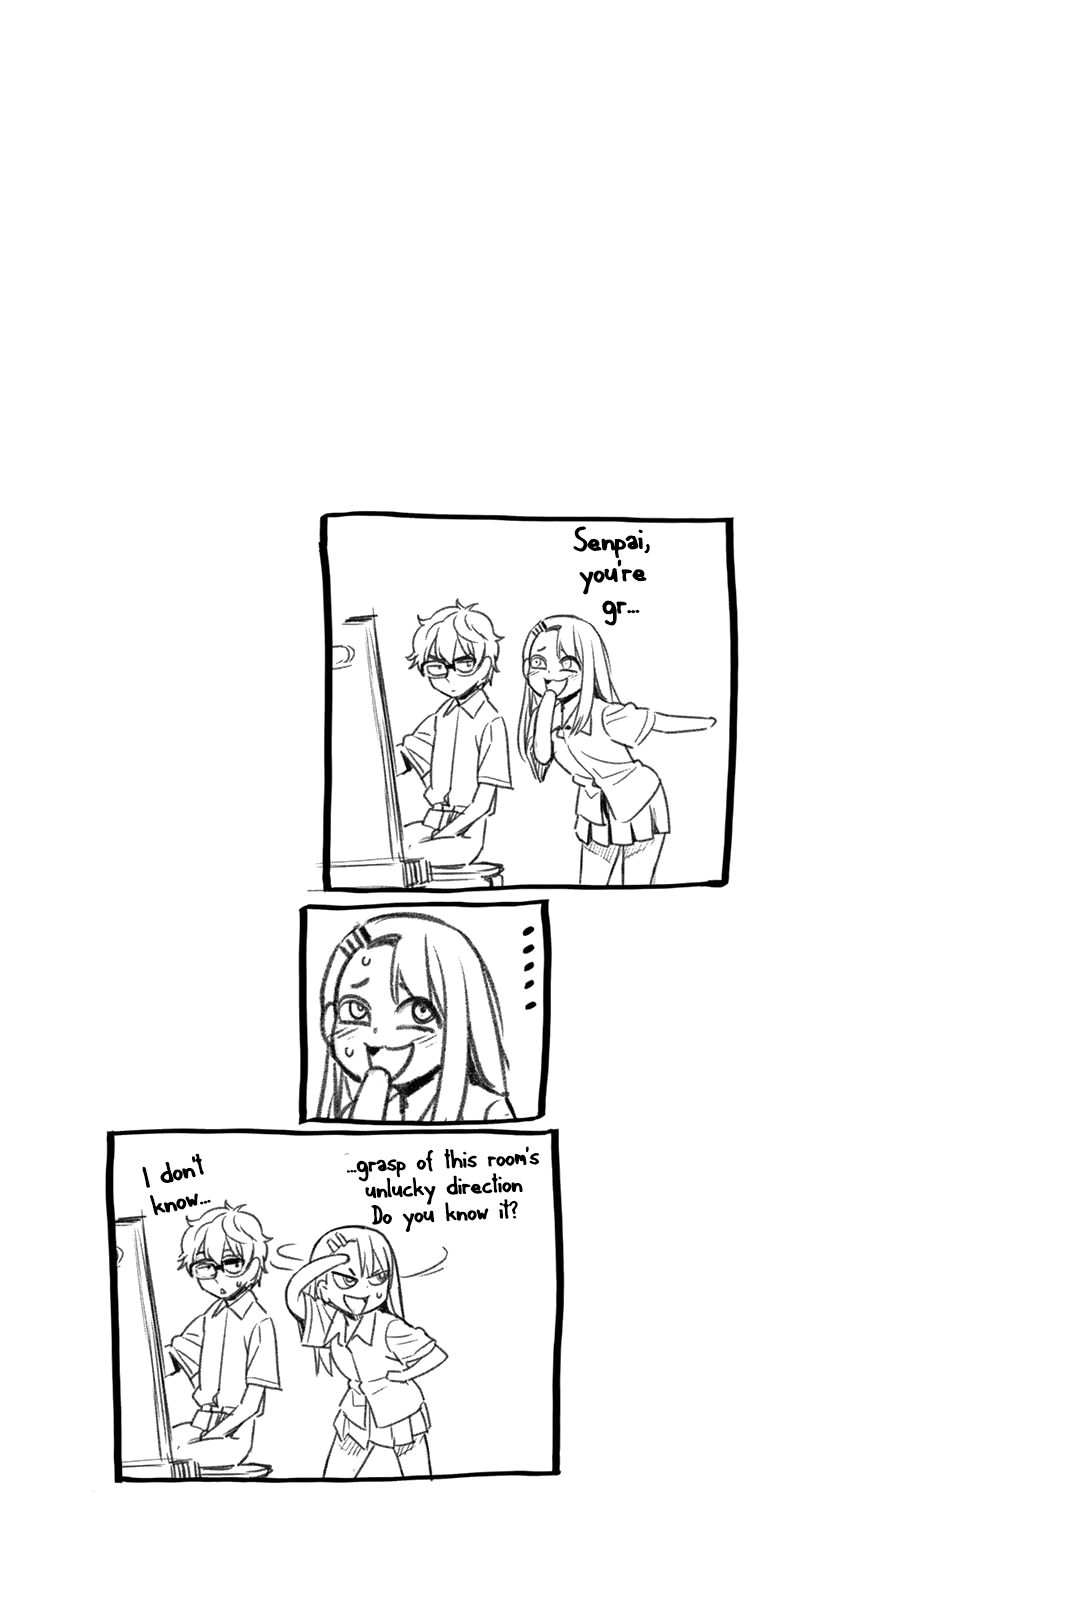 Senpai,
you're
gr...
...grasp of this room's
unlucky direction
Do you know it?
I don't
know...